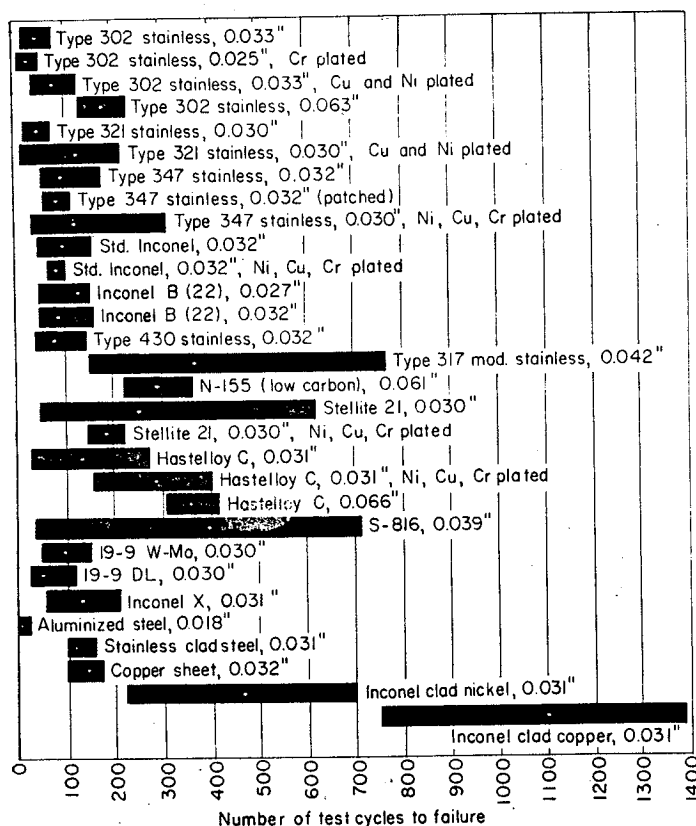 Type 302 stainless, 0.033"
Type 302 stainless, 0.025", Cr plated
Type 302 stainless, 0.033", Cu and Ni plated
Type 302 stainless, 0.063"
Type 321 stainless, 0.030"
Type 321 stainless, 0.030", Cu and Ni plated
Type 347 stainless, 0.032"
Type 347 stainless, 0.032" (patched)
Type 347 stainless, 0.030", Ni, Cu, Cr plated
Std. Inconel, 0.032"
Std. Inconel, 0.032", Ni, Cu, Cr plated
Inconel B (22), 0.027"
Inconel B (22), 0.032"
Type 430 stainless, 0.032"
Type 317 mod. stainless, 0.042"
N-155 (low carbon), 0.061"
Stellite 21, 0.030"
Stellite 21, 0.030", Ni, Cu, Cr plated
Hastelloy C, 0.031"
Hastelloy C, 0.031", Ni, Cu, Cr plated
Hastelloy C, 0.066"
S-816, 0.039"
19-9 W-Mo, 0.030"
19-9 DL, 0.030"
Inconel X, 0.031"
Aluminized steel, 0.018"
Stainless clad steel, 0.031"
Copper sheet, 0.032"
Inconel clad nickel, 0.031"
Inconel clad copper, 0.031"
0 100 200 300 400 500 600 700 800 900 1000 1100 1200 1300 1400
Number of test cycles to failure